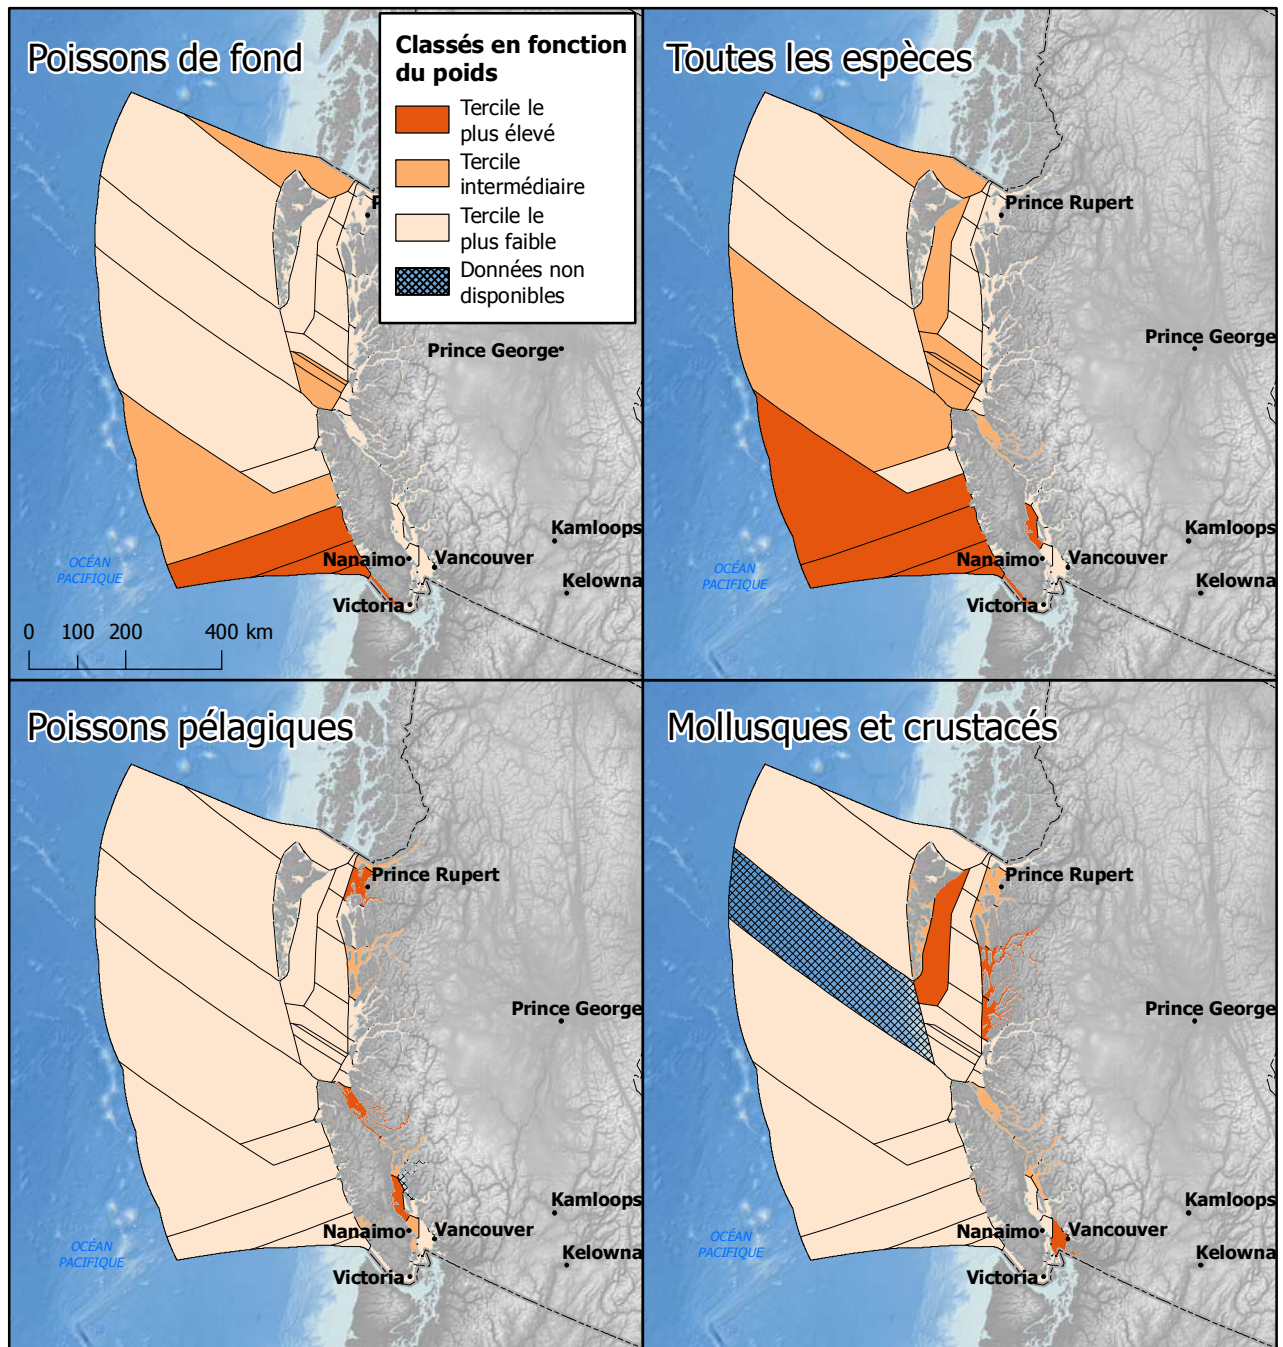 Poissons de fond
Classés en fonction
du poids
Tercile le
plus élevé
Tercile
intermédiaire
Tercile le
plus faible
Données non
disponibles
Prince George
Kamloops
Nanaimo
Vancouver
Kelowna
Victoria
OCÉAN
PACIFIQUE
0 100 200 400 km
Toutes les espèces
Prince Rupert
Prince George
Kamloops
Nanaimo
Vancouver
Kelowna
Victoria
OCÉAN
PACIFIQUE
Poissons pélagiques
Prince Rupert
Prince George
Kamloops
Nanaimo
Vancouver
Kelowna
Victoria
OCÉAN
PACIFIQUE
Mollusques et crustacés
Prince Rupert
Prince George
Kamloops
Nanaimo
Vancouver
Kelowna
Victoria
OCÉAN
PACIFIQUE